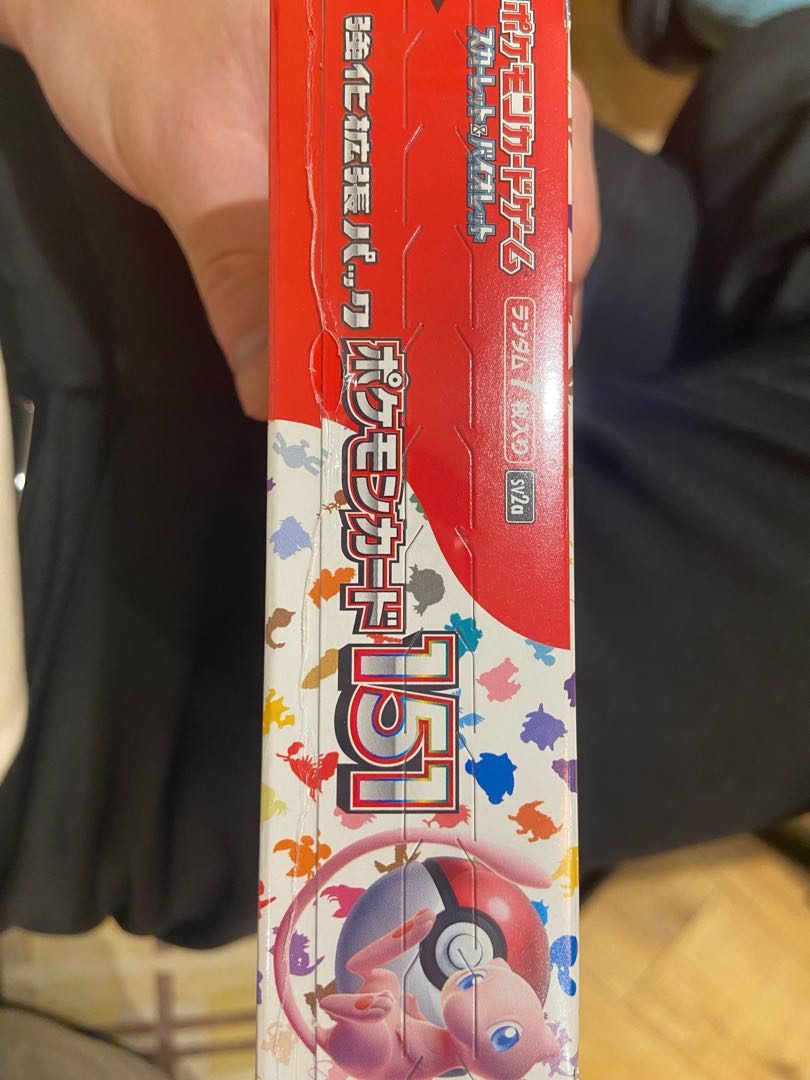 ポケモンカードゲーム
スカーレット&バイオレット
ランダム7枚入り
sv2a
強化拡張パック
ポケモンカード151